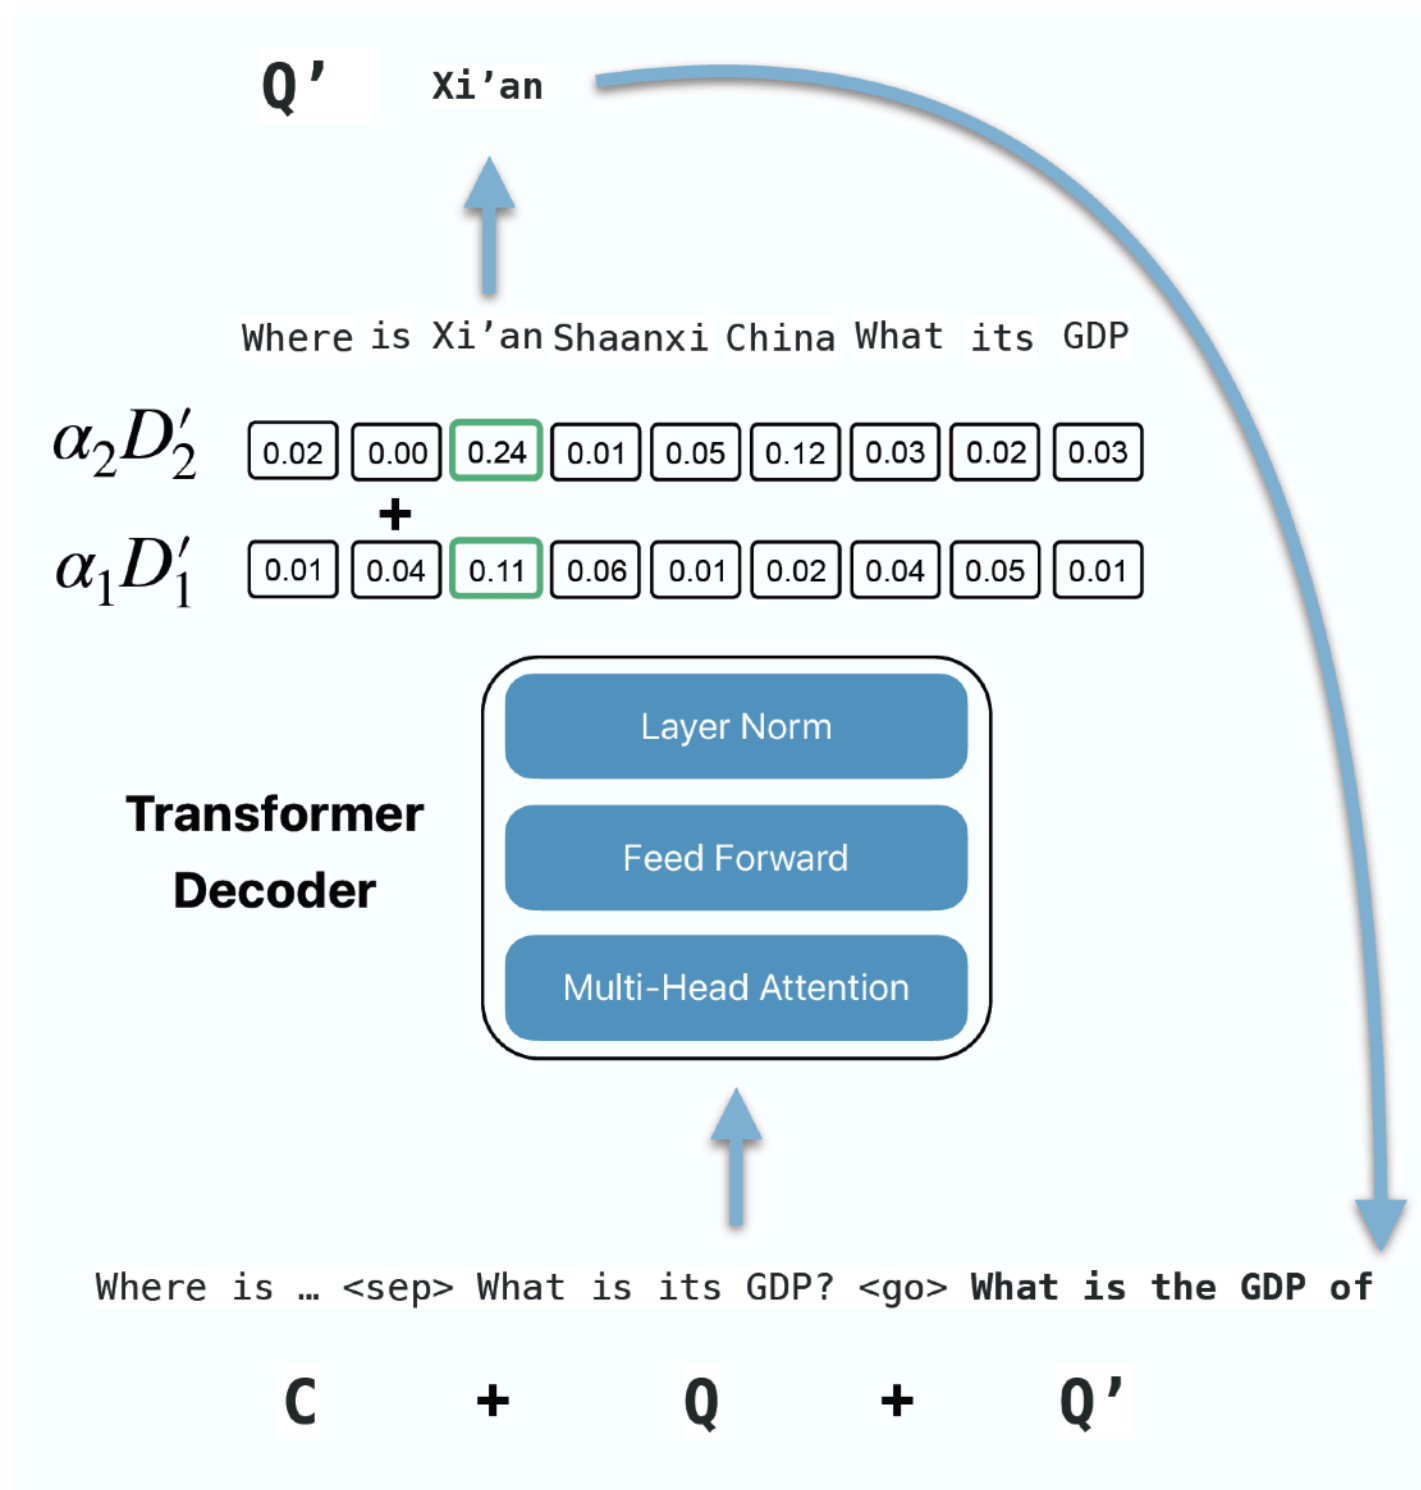 Q’ Xi’an
Where is Xi’an Shaanxi China What its GDP
α₂D′₂ 0.02 0.00 0.24 0.01 0.05 0.12 0.03 0.02 0.03
+
α₁D′₁ 0.01 0.04 0.11 0.06 0.01 0.02 0.04 0.05 0.01
Layer Norm
Transformer
Decoder
Feed Forward
Multi-Head Attention
Where is … <sep> What is its GDP? <go> What is the GDP of
C + Q + Q’